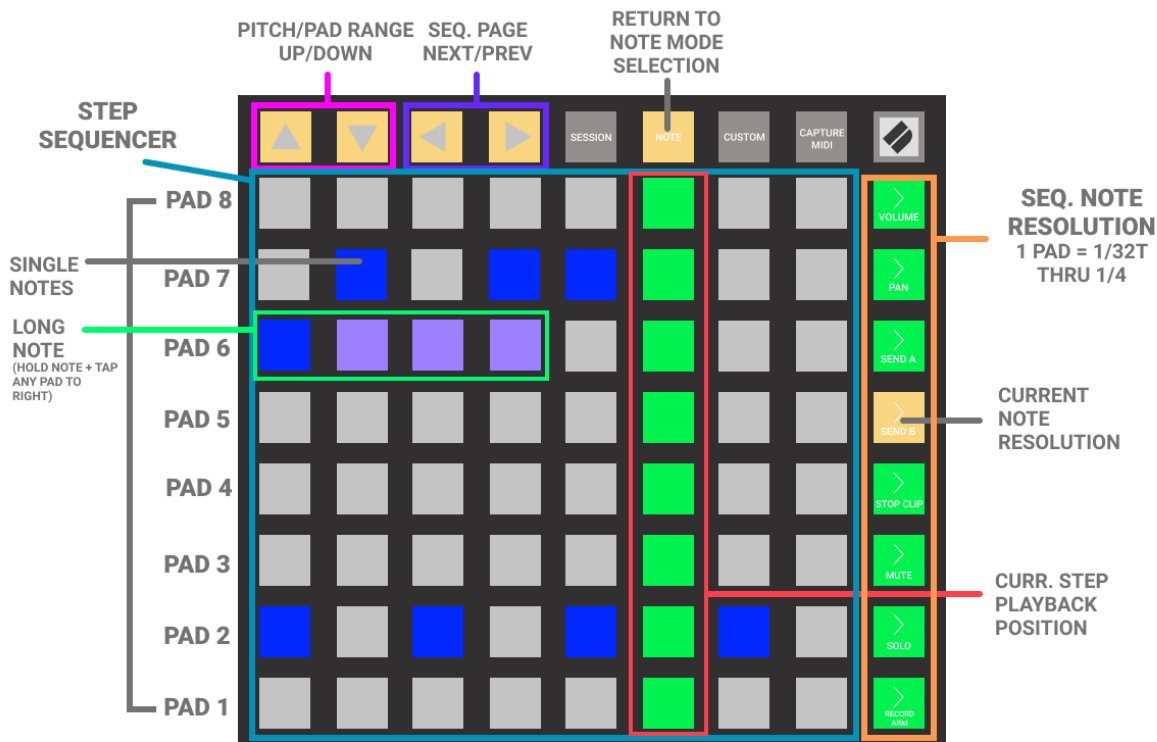 PITCH/PAD RANGE
UP/DOWN
SEQ. PAGE
NEXT/PREV
RETURN TO
NOTE MODE
SELECTION
STEP
SEQUENCER
SESSION
NOTE
CUSTOM
CAPTURE
MIDI
PAD 8
VOLUME
SEQ. NOTE
RESOLUTION
1 PAD = 1/32T
THRU 1/4
SINGLE
NOTES
PAD 7
PAN
LONG
NOTE
(HOLD NOTE + TAP
ANY PAD TO
RIGHT)
PAD 6
SEND A
PAD 5
SEND B
CURRENT
NOTE
RESOLUTION
PAD 4
STOP CLIP
PAD 3
MUTE
CURR. STEP
PLAYBACK
POSITION
PAD 2
SOLO
PAD 1
RECORD
ARM